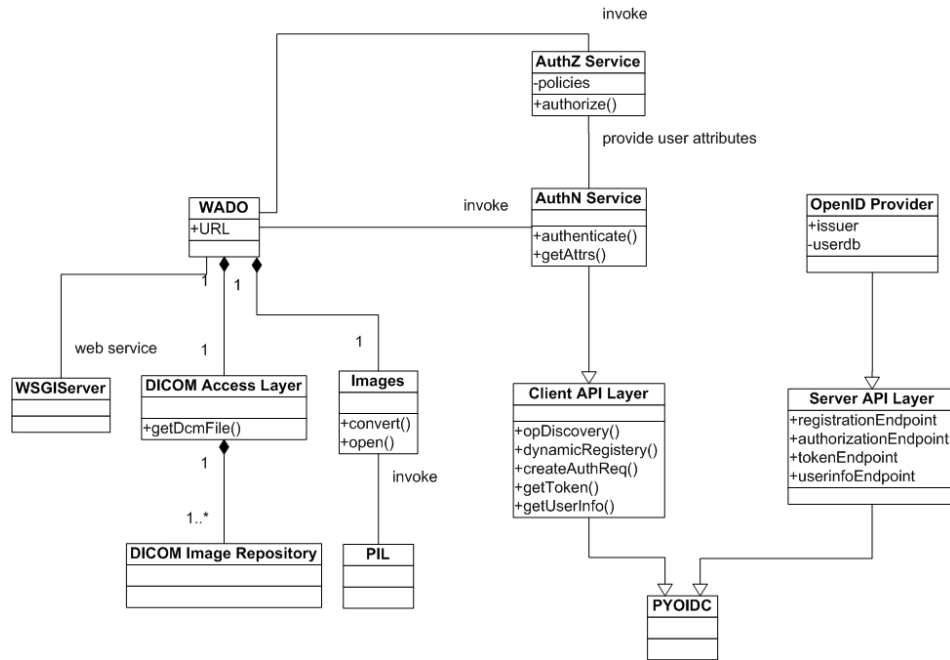 invoke
AuthZ Service
-policies
+authorize()
provide user attributes
WADO
+URL
invoke
AuthN Service
+authenticate()
+getAttrs()
OpenID Provider
+issuer
-userdb
1
1
1
web service
1
1
WSGIServer
DICOM Access Layer
+getDcmFile()
Images
+convert()
+open()
Client API Layer
+opDiscovery()
+dynamicRegistery()
+createAuthReq()
+getToken()
+getUserInfo()
Server API Layer
+registrationEndpoint
+authorizationEndpoint
+tokenEndpoint
+userinfoEndpoint
1
invoke
1..*
DICOM Image Repository
PIL
PYOIDC